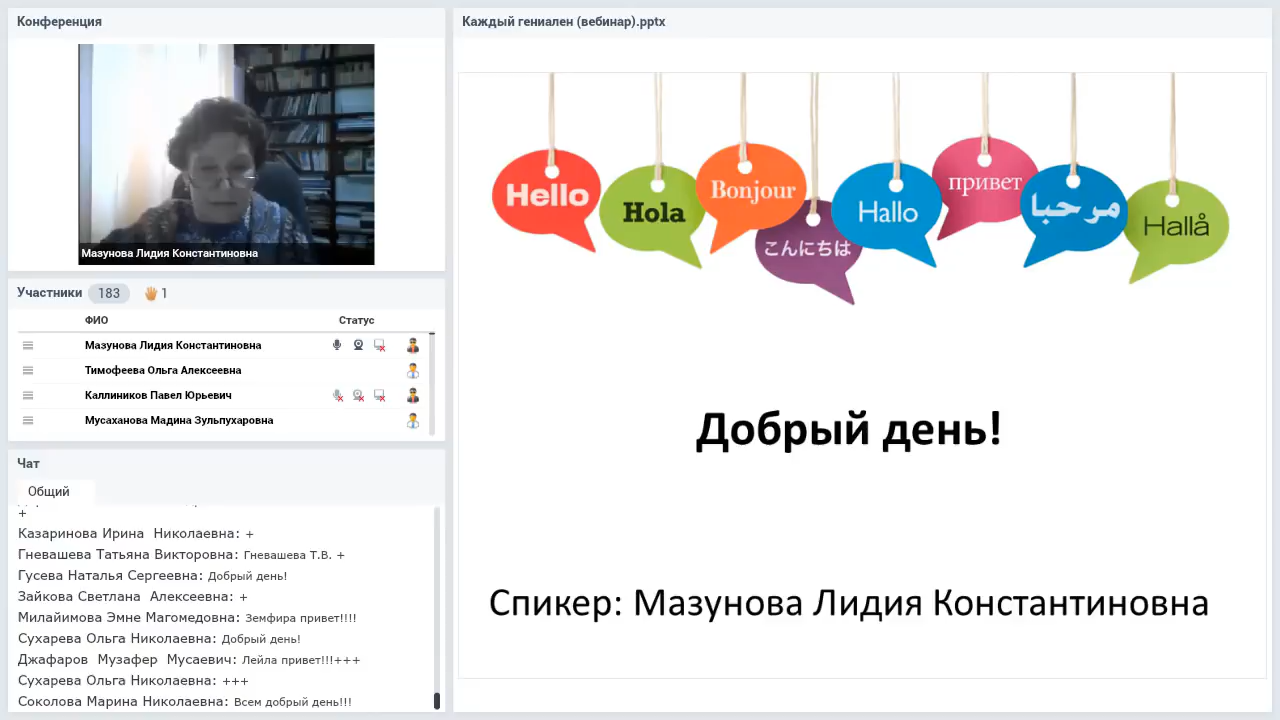 Конференция
Мазунова Лидия Константиновна
Участники 183 1
ФИО Статус
Мазунова Лидия Константиновна
Тимофеева Ольга Алексеевна
Каллиников Павел Юрьевич
Мусаханова Мадина Зульпухаровна
Чат
Общий
+
Казаринова Ирина Николаевна: +
Гневашева Татьяна Викторовна: Гневашева Т.В. +
Гусева Наталья Сергеевна: Добрый день!
Зайкова Светлана Алексеевна: +
Милаймова Эмне Магомедовна: Земфира привет!!!!
Сухарева Ольга Николаевна: Добрый день!
Джафаров Музафер Мусаевич: Лейла привет!!!+++
Сухарева Ольга Николаевна: +++
Соколова Марина Николаевна: Всем добрый день!!!
Каждый гениален (вебинар).pptx
Hello
Hola
Bonjour
こんにちは
Hallo
привет
مرحبا
Hallå
Добрый день!
Спикер: Мазунова Лидия Константиновна